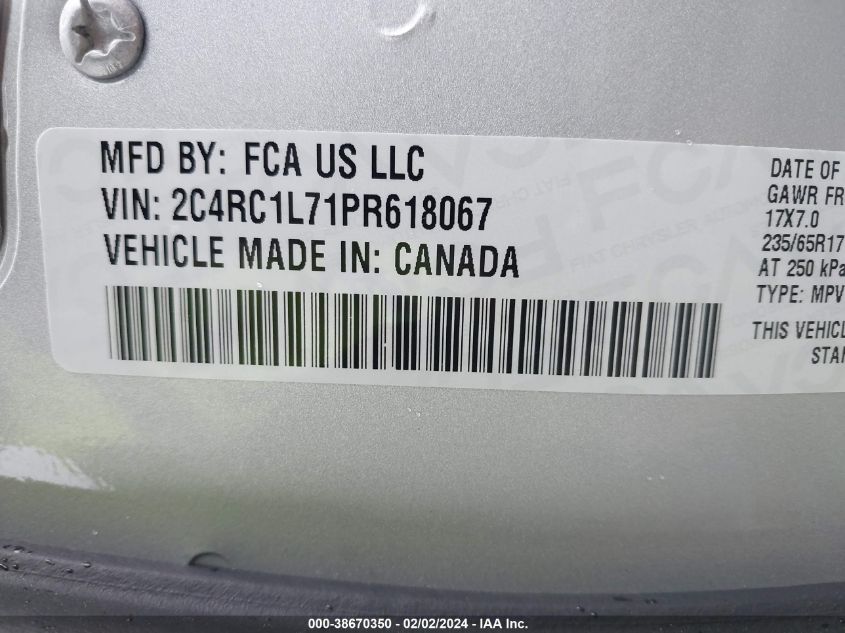 MFD BY: FCA US LLC
VIN: 2C4RC1L71PR618067
VEHICLE MADE IN: CANADA
DATE OF
GAWR FR
17X7.0
235/65R17
AT 250 kPa
TYPE: MPV
THIS VEHICL
STAN
000-38670350 - 02/02/2024 - IAA Inc.